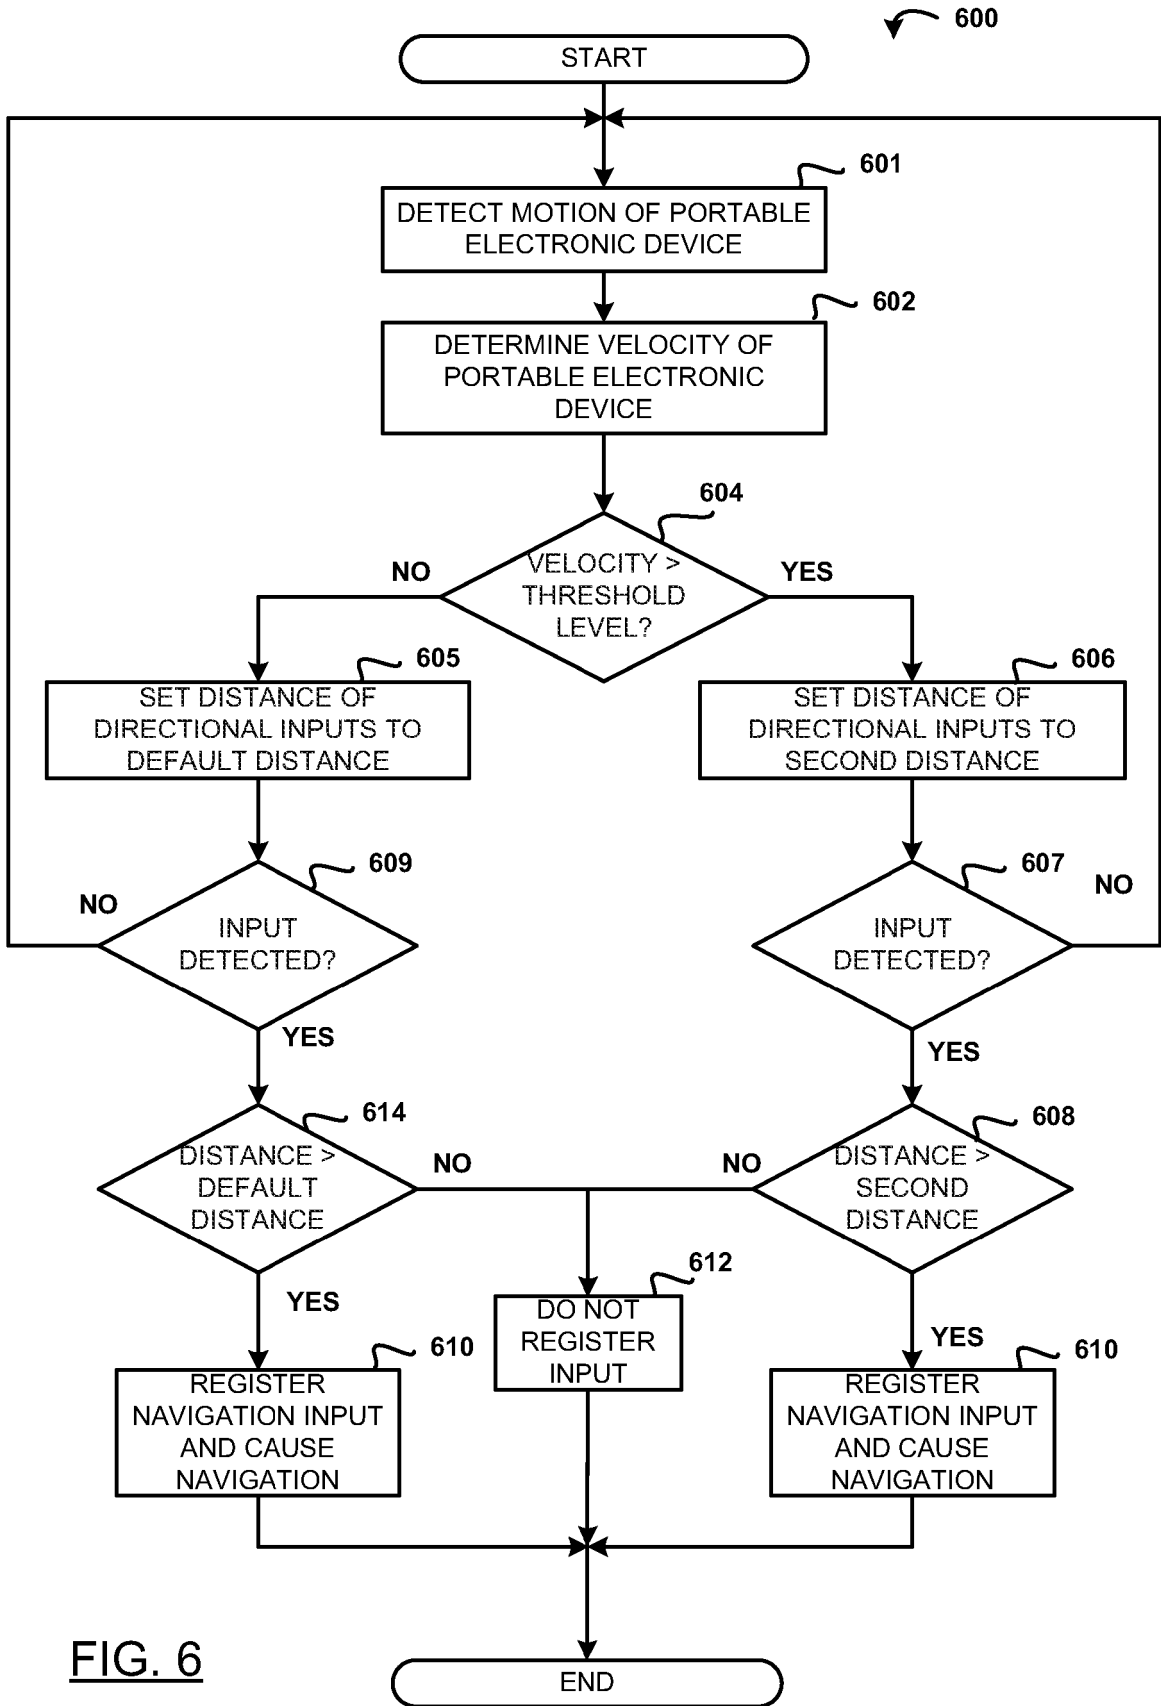 600
START
601
DETECT MOTION OF PORTABLE
ELECTRONIC DEVICE
602
DETERMINE VELOCITY OF
PORTABLE ELECTRONIC
DEVICE
604
VELOCITY >
THRESHOLD
LEVEL?
NO
YES
605
SET DISTANCE OF
DIRECTIONAL INPUTS TO
DEFAULT DISTANCE
606
SET DISTANCE OF
DIRECTIONAL INPUTS TO
SECOND DISTANCE
609
NO
INPUT
DETECTED?
YES
607
NO
INPUT
DETECTED?
YES
614
DISTANCE >
DEFAULT
DISTANCE
NO
YES
608
NO
DISTANCE >
SECOND
DISTANCE
YES
612
DO NOT
REGISTER
INPUT
610
REGISTER
NAVIGATION INPUT
AND CAUSE
NAVIGATION
610
REGISTER
NAVIGATION INPUT
AND CAUSE
NAVIGATION
FIG. 6
END